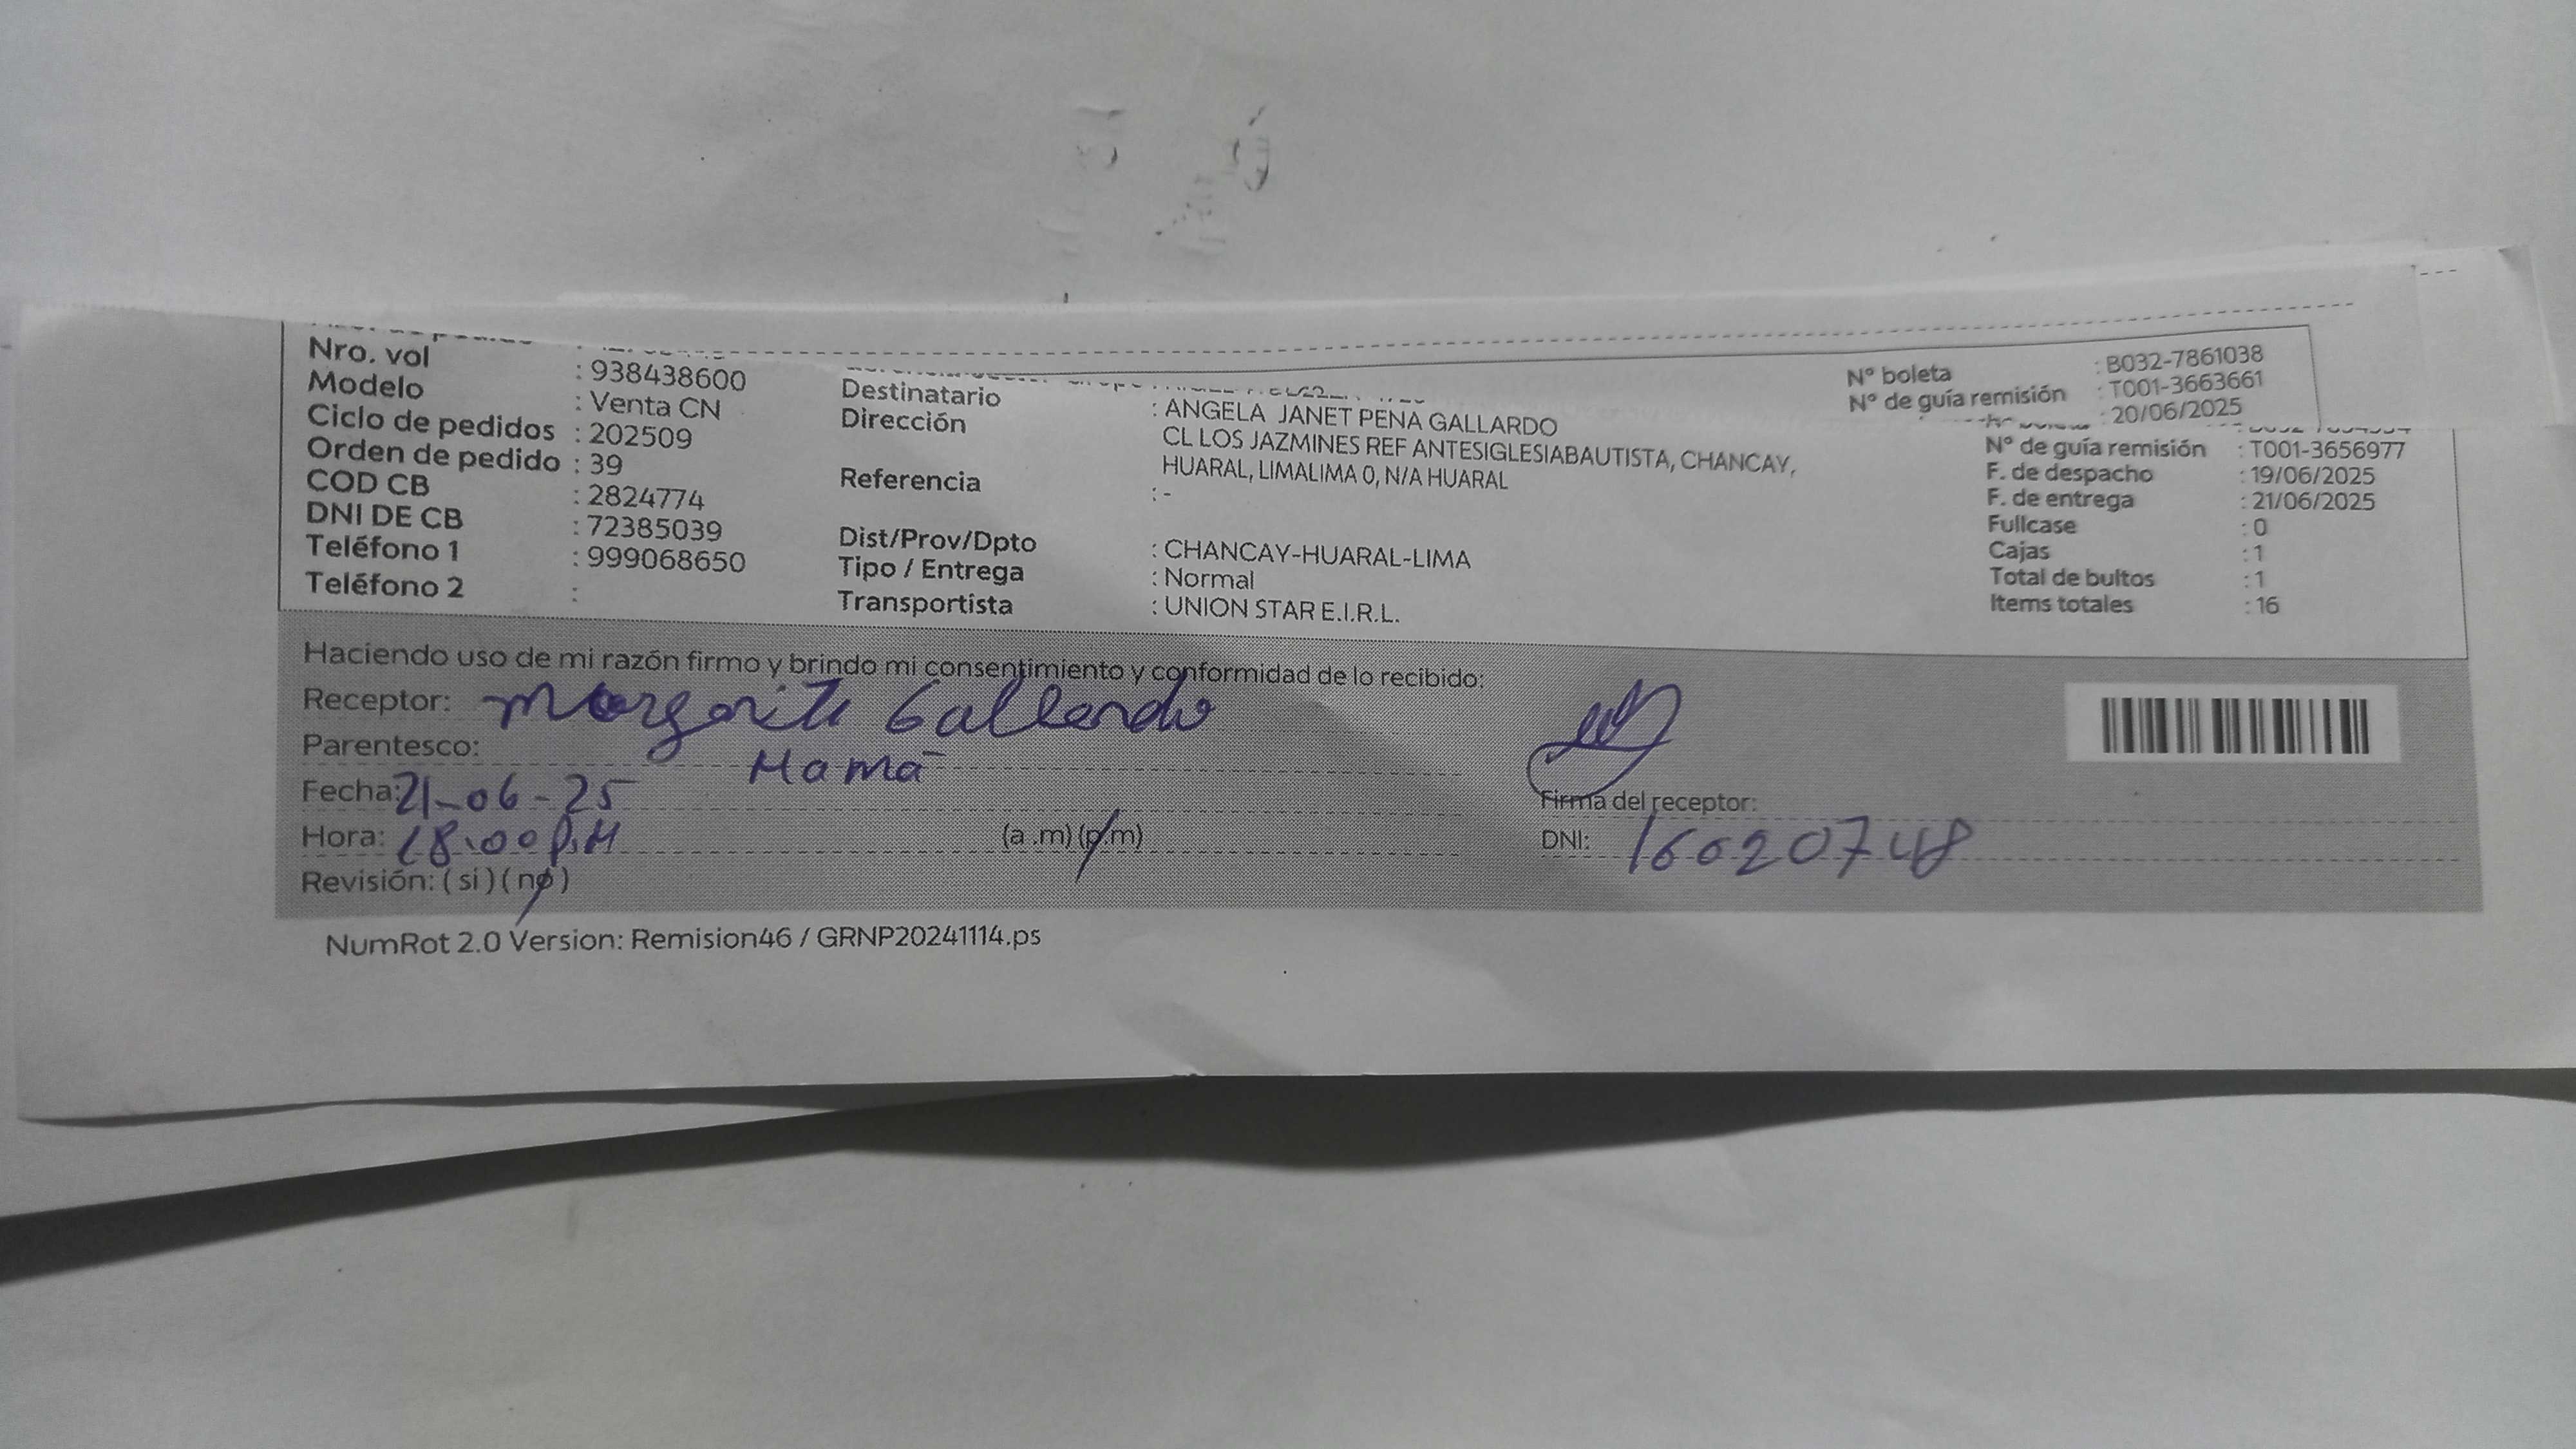 Nro. vol : 938438600
Modelo : Venta CN
Ciclo de pedidos : 202509
Orden de pedido : 39
COD CB : 2824774
DNI DE CB : 72385039
Teléfono 1 : 999068650
Teléfono 2 :
Destinatario : ANGELA JANET PENA GALLARDO
Dirección CL LOS JAZMINES REF ANTESIGLESIABAUTISTA, CHANCAY,
HUARAL, LIMALIMA 0, N/A HUARAL
Referencia : -
Dist/Prov/Dpto : CHANCAY-HUARAL-LIMA
Tipo / Entrega : Normal
Transportista : UNION STAR E.I.R.L.
N° boleta : B032-7861038
N° de guía remisión : T001-3663661
: 20/06/2025
N° de guía remisión : T001-3656977
F. de despacho : 19/06/2025
F. de entrega : 21/06/2025
Fullcase : 0
Cajas : 1
Total de bultos : 1
Items totales : 16
Haciendo uso de mi razón firmo y brindo mi consentimiento y conformidad de lo recibido:
Receptor: Margarita Gallardo
Parentesco: Mamá
Fecha: 21-06-25
Hora: 18:00 P.M (a.m) (p.m)
Revisión: (si) (no)
Firma del receptor:
DNI: 16020748
NumRot 2.0 Version: Remision46 / GRNP20241114.ps